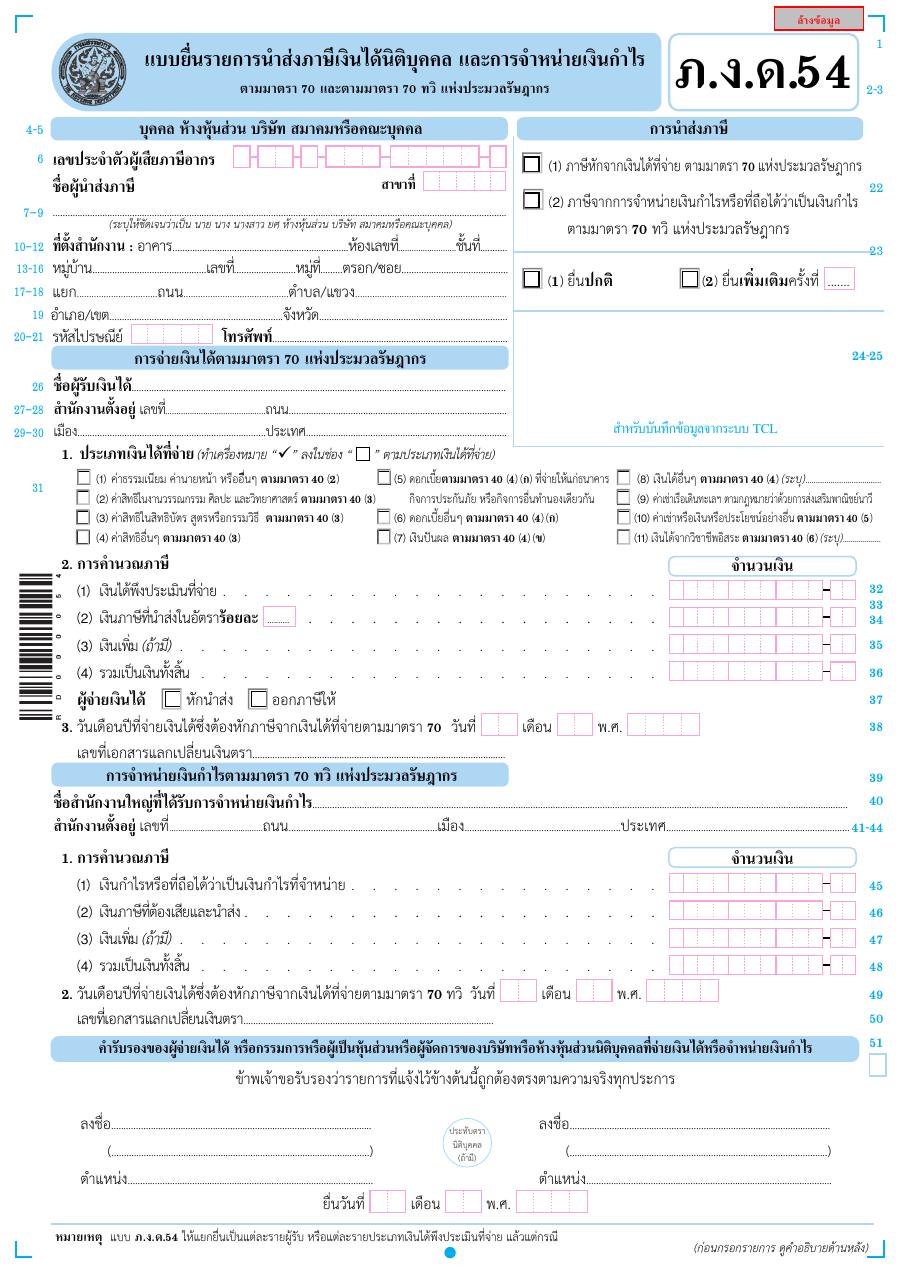 ล้างข้อมูล
แบบยื่นรายการนำส่งภาษีเงินได้นิติบุคคล และการจำหน่ายเงินกำไร
ตามมาตรา 70 และตามมาตรา 70 ทวิ แห่งประมวลรัษฎากร
ภ.ง.ด.54
1
2-3
4-5 บุคคล ห้างหุ้นส่วน บริษัท สมาคมหรือคณะบุคคล
6 เลขประจำตัวผู้เสียภาษีอากร
ชื่อผู้นำส่งภาษี สาขาที่
7-9
(ระบุให้ชัดเจนว่าเป็น นาย นาง นางสาว ยศ ห้างหุ้นส่วน บริษัท สมาคมหรือคณะบุคคล)
10-12 ที่ตั้งสำนักงาน : อาคาร ห้องเลขที่ ชั้นที่
13-16 หมู่บ้าน เลขที่ หมู่ที่ ตรอก/ซอย
17-18 แยก ถนน ตำบล/แขวง
19 อำเภอ/เขต จังหวัด
20-21 รหัสไปรษณีย์ โทรศัพท์
การนำส่งภาษี
(1) ภาษีหักจากเงินได้ที่จ่าย ตามมาตรา 70 แห่งประมวลรัษฎากร
22
(2) ภาษีจากการจำหน่ายเงินกำไรหรือที่ถือได้ว่าเป็นเงินกำไร
ตามมาตรา 70 ทวิ แห่งประมวลรัษฎากร
23
(1) ยื่นปกติ (2) ยื่นเพิ่มเติมครั้งที่ .......
24-25
สำหรับบันทึกข้อมูลจากระบบ TCL
การจ่ายเงินได้ตามมาตรา 70 แห่งประมวลรัษฎากร
26 ชื่อผู้รับเงินได้
27-28 สำนักงานตั้งอยู่ เลขที่ ถนน
29-30 เมือง ประเทศ
1. ประเภทเงินได้ที่จ่าย (ทำเครื่องหมาย “✓” ลงในช่อง “☐” ตามประเภทเงินได้ที่จ่าย)
31
(1) ค่าธรรมเนียม ค่านายหน้า หรืออื่นๆ ตามมาตรา 40 (2)
(2) ค่าสิทธิในงานวรรณกรรม ศิลปะ และวิทยาศาสตร์ ตามมาตรา 40 (3)
(3) ค่าสิทธิในสิทธิบัตร สูตรหรือกรรมวิธี ตามมาตรา 40 (3)
(4) ค่าสิทธิอื่นๆ ตามมาตรา 40 (3)
(5) ดอกเบี้ยตามมาตรา 40 (4) (ก) ที่จ่ายให้แก่ธนาคาร
กิจการประกันภัย หรือกิจการอื่นทำนองเดียวกัน
(6) ดอกเบี้ยอื่นๆ ตามมาตรา 40 (4) (ก)
(7) เงินปันผล ตามมาตรา 40 (4) (ข)
(8) เงินได้อื่นๆ ตามมาตรา 40 (4) (ระบุ)
(9) ค่าเช่าเรือเดินทะเลฯ ตามกฎหมายว่าด้วยการส่งเสริมพาณิชย์นาวี
(10) ค่าเช่าหรือเงินหรือประโยชน์อย่างอื่น ตามมาตรา 40 (5)
(11) เงินได้จากวิชาชีพอิสระ ตามมาตรา 40 (6) (ระบุ)
2. การคำนวณภาษี จำนวนเงิน
(1) เงินได้พึงประเมินที่จ่าย 32
33
(2) เงินภาษีที่นำส่งในอัตราร้อยละ ......... 34
(3) เงินเพิ่ม (ถ้ามี) 35
(4) รวมเป็นเงินทั้งสิ้น 36
ผู้จ่ายเงินได้ หักนำส่ง ออกภาษีให้ 37
3. วันเดือนปีที่จ่ายเงินได้ซึ่งต้องหักภาษีจากเงินได้ที่จ่ายตามมาตรา 70 วันที่ เดือน พ.ศ. 38
เลขที่เอกสารแลกเปลี่ยนเงินตรา
การจำหน่ายเงินกำไรตามมาตรา 70 ทวิ แห่งประมวลรัษฎากร 39
ชื่อสำนักงานใหญ่ที่ได้รับการจำหน่ายเงินกำไร 40
สำนักงานตั้งอยู่ เลขที่ ถนน เมือง ประเทศ 41-44
1. การคำนวณภาษี จำนวนเงิน
(1) เงินกำไรหรือที่ถือได้ว่าเป็นเงินกำไรที่จำหน่าย 45
(2) เงินภาษีที่ต้องเสียและนำส่ง 46
(3) เงินเพิ่ม (ถ้ามี) 47
(4) รวมเป็นเงินทั้งสิ้น 48
2. วันเดือนปีที่จ่ายเงินได้ซึ่งต้องหักภาษีจากเงินได้ที่จ่ายตามมาตรา 70 ทวิ วันที่ เดือน พ.ศ. 49
เลขที่เอกสารแลกเปลี่ยนเงินตรา 50
51
คำรับรองของผู้จ่ายเงินได้ หรือกรรมการหรือผู้เป็นหุ้นส่วนหรือผู้จัดการของบริษัทหรือห้างหุ้นส่วนนิติบุคคลที่จ่ายเงินได้หรือจำหน่ายเงินกำไร
ข้าพเจ้าขอรับรองว่ารายการที่แจ้งไว้ข้างต้นนี้ถูกต้องตรงตามความจริงทุกประการ
ลงชื่อ ลงชื่อ
ประทับตรา
นิติบุคคล
(ถ้ามี)
( ) ( )
ตำแหน่ง ตำแหน่ง
ยื่นวันที่ เดือน พ.ศ.
หมายเหตุ แบบ ภ.ง.ด.54 ให้แยกยื่นเป็นแต่ละรายผู้รับ หรือแต่ละรายประเภทเงินได้พึงประเมินที่จ่าย แล้วแต่กรณี
(ก่อนกรอกรายการ ดูคำอธิบายด้านหลัง)